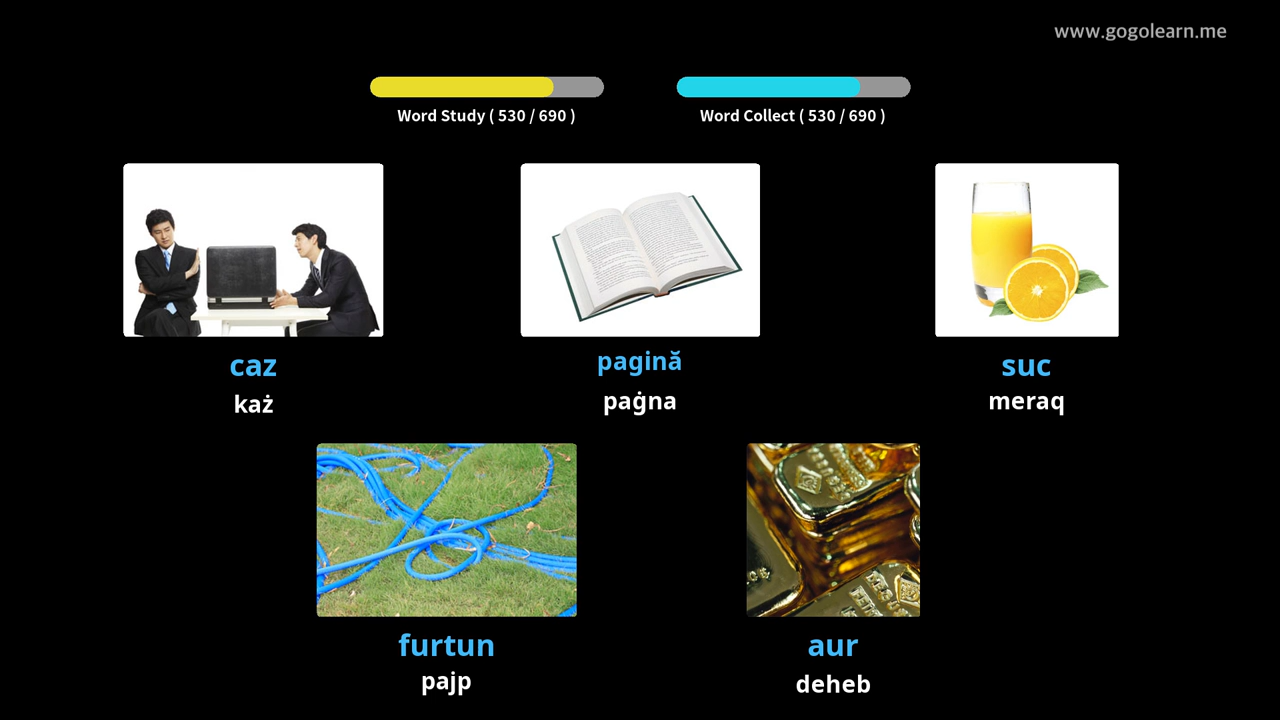 www.gogolearn.me
Word Study ( 530 / 690 )
Word Collect ( 530 / 690 )
caz
każ
pagină
paġna
suc
meraq
furtun
pajp
aur
deheb